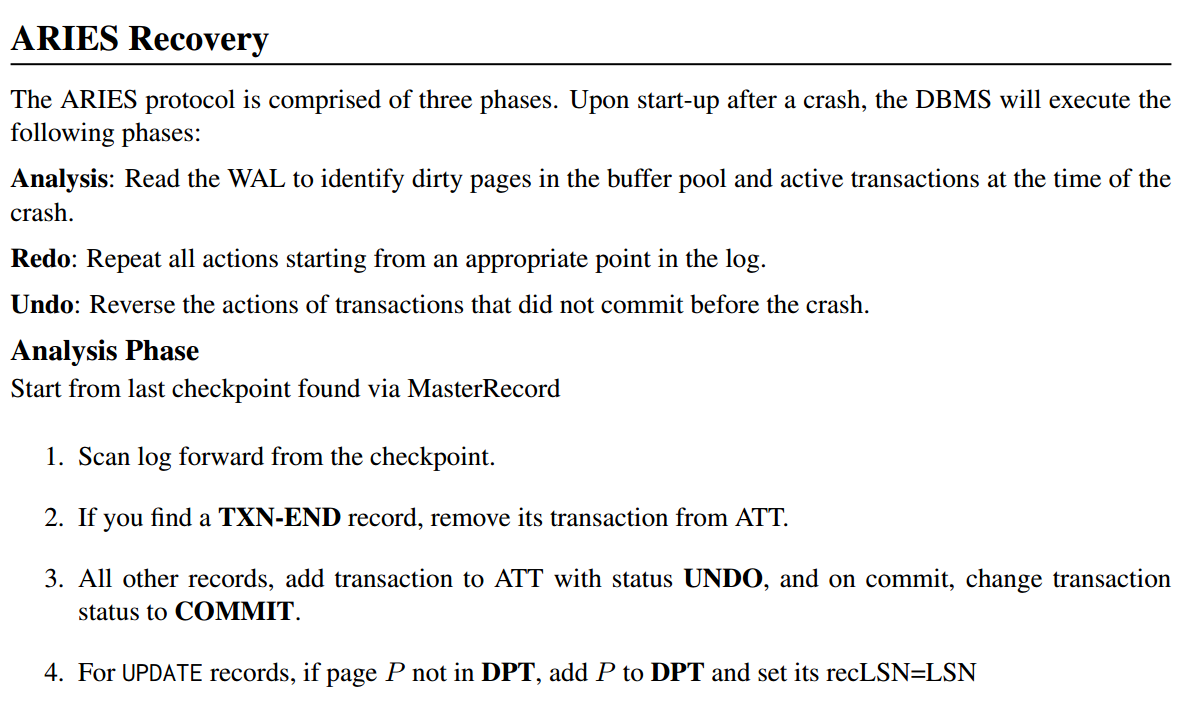 ARIES Recovery
The ARIES protocol is comprised of three phases. Upon start-up after a crash, the DBMS will execute the
following phases:
Analysis: Read the WAL to identify dirty pages in the buffer pool and active transactions at the time of the
crash.
Redo: Repeat all actions starting from an appropriate point in the log.
Undo: Reverse the actions of transactions that did not commit before the crash.
Analysis Phase
Start from last checkpoint found via MasterRecord
1. Scan log forward from the checkpoint.
2. If you find a TXN-END record, remove its transaction from ATT.
3. All other records, add transaction to ATT with status UNDO, and on commit, change transaction
status to COMMIT.
4. For UPDATE records, if page P not in DPT, add P to DPT and set its recLSN=LSN